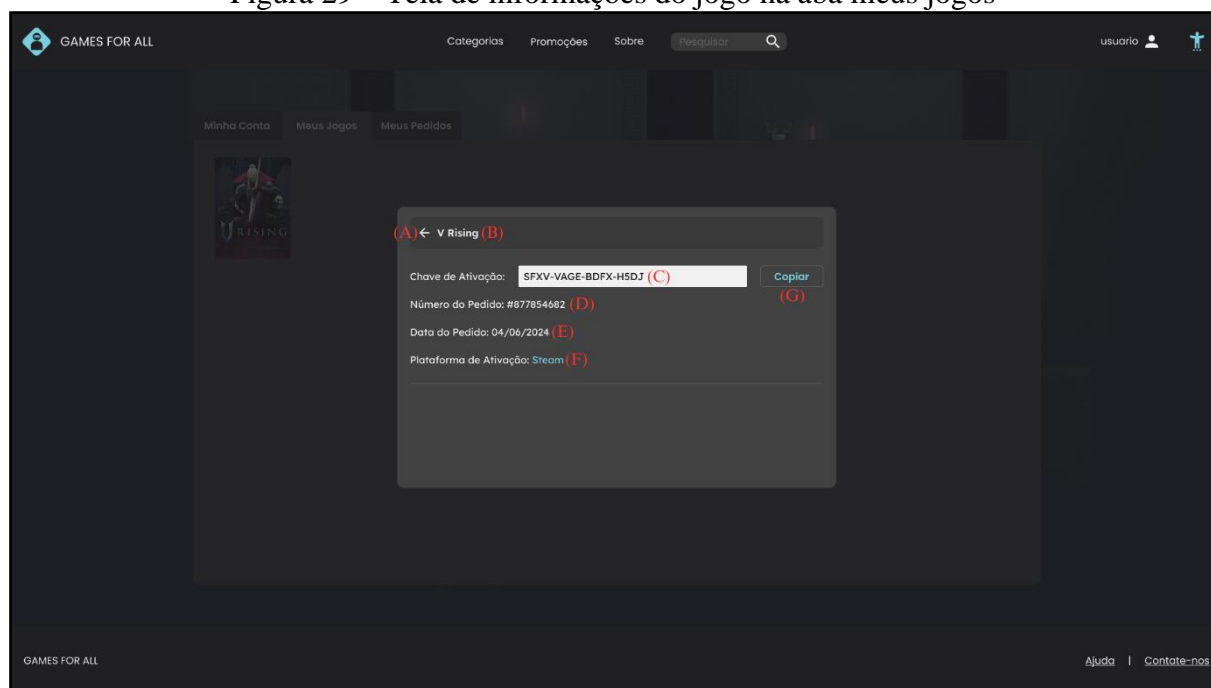 Figura 29 – Tela de informações do jogo na aba meus jogos
GAMES FOR ALL Categorias Promoções Sobre Pesquisar usuario
Minha Conta Meus Jogos Meus Pedidos
V RISING
(A) ← V Rising (B)
Chave de Ativação: SFXV-VAGE-BDFX-H5DJ (C) Copiar
(G)
Número do Pedido: #877854682 (D)
Data do Pedido: 04/06/2024 (E)
Plataforma de Ativação: Steam (F)
GAMES FOR ALL Ajuda | Contate-nos